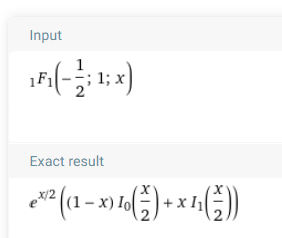 Input
₁F₁(-1/2; 1; x)
Exact result
e^(x/2) ((1 - x) I₀(x/2) + x I₁(x/2))